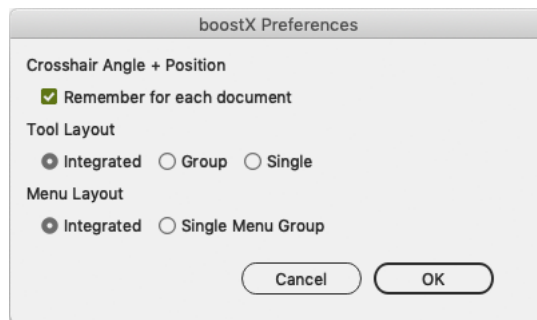 boostX Preferences
Crosshair Angle + Position
Remember for each document
Tool Layout
Integrated Group Single
Menu Layout
Integrated Single Menu Group
Cancel OK